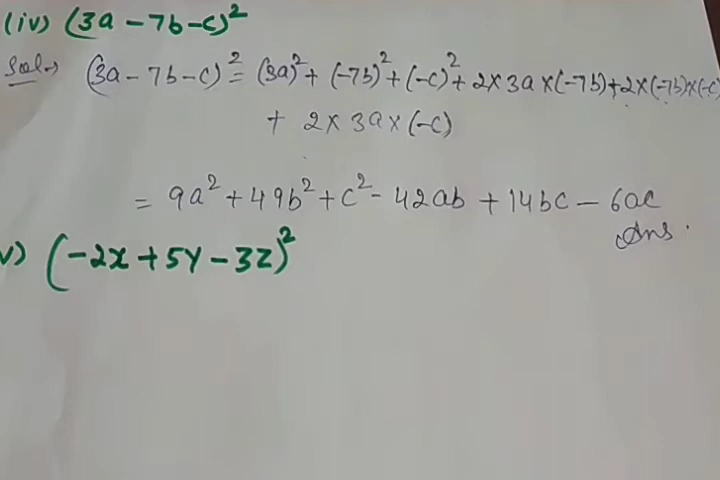 (iv) (3a - 7b - c)²
Sol.→ (3a - 7b - c)² = (3a)² + (-7b)² + (-c)² + 2×3a×(-7b)+2×(-7b)×(-c)
+ 2×3a×(-c)
= 9a² + 49b² + c² - 42ab + 14bc - 6ac
Ans.
v) (-2x + 5y - 3z)²